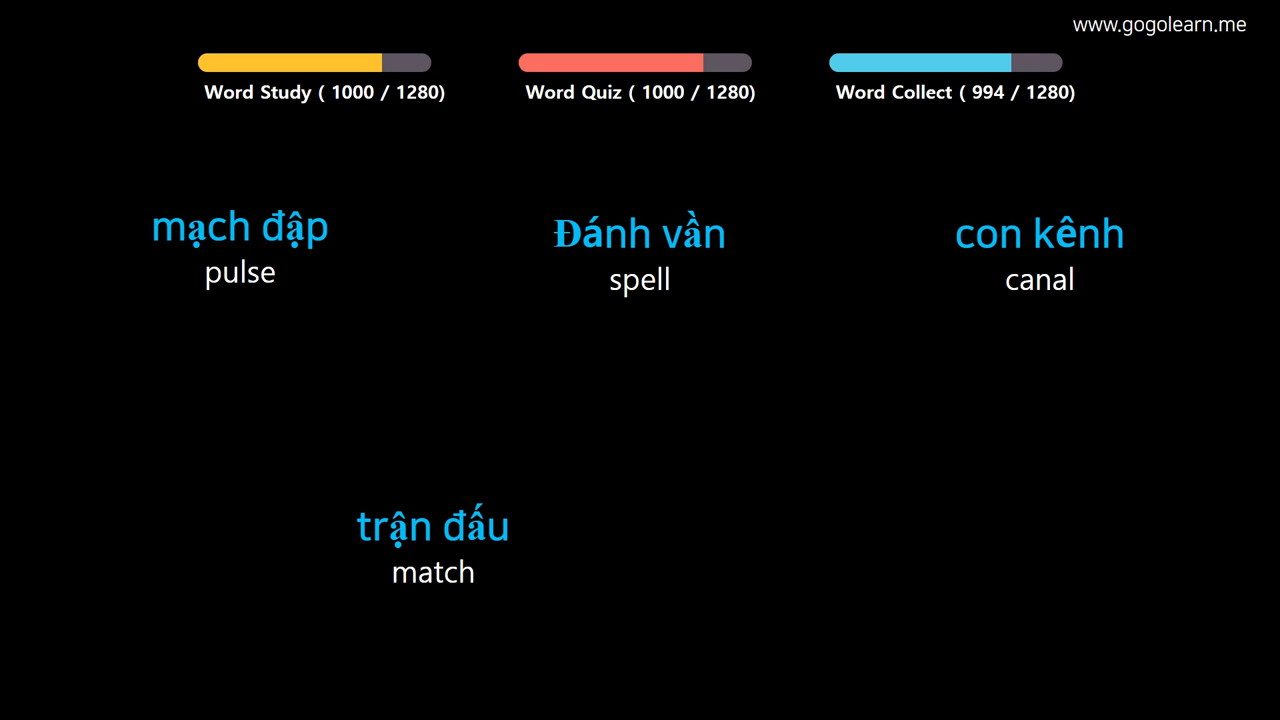 www.gogolearn.me
Word Study ( 1000 / 1280)
Word Quiz ( 1000 / 1280)
Word Collect ( 994 / 1280)
mạch đập
pulse
Đánh vần
spell
con kênh
canal
trận đấu
match